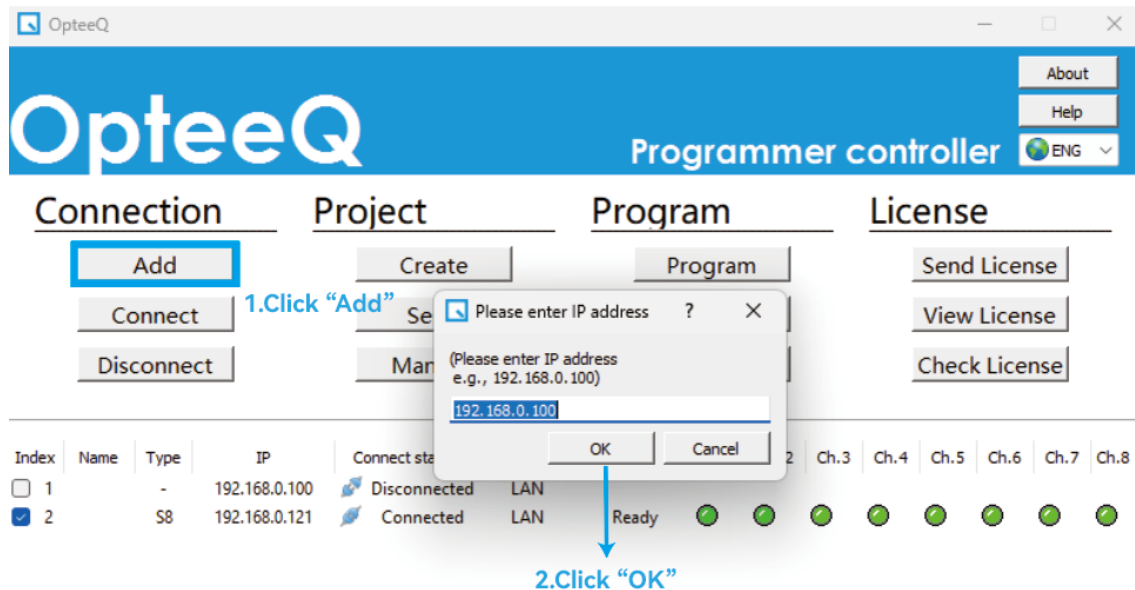 OpteeQ
About
Help
OpteeQ
Programmer controller
ENG
Connection Project Program License
Add Create Program Send License
1.Click “Add”
Please enter IP address ?
Connect Se View License
(Please enter IP address
e.g., 192.168.0.100)
Disconnect Man Check License
192.168.0.100
OK Cancel
Index Name Type IP Connect sta 2 Ch.3 Ch.4 Ch.5 Ch.6 Ch.7 Ch.8
1 - 192.168.0.100 Disconnected LAN
2 S8 192.168.0.121 Connected LAN Ready
2.Click “OK”